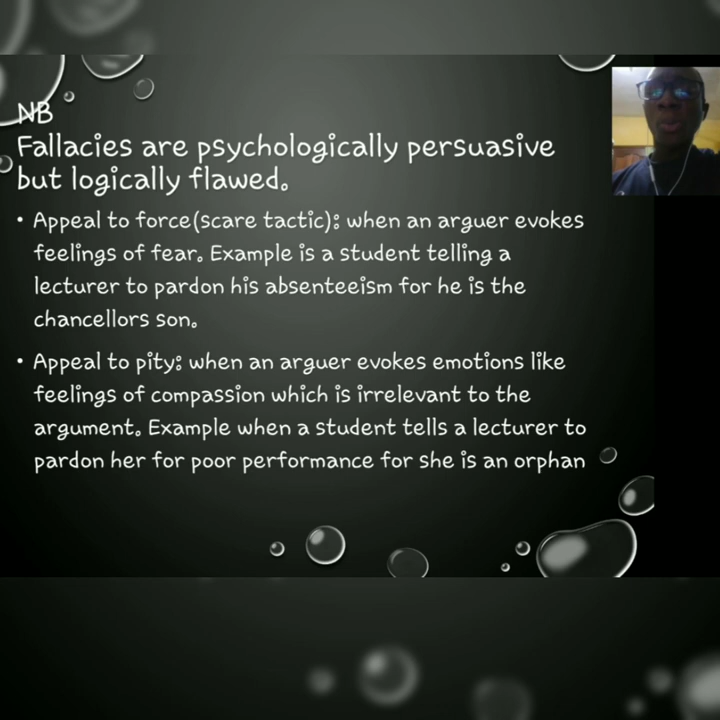 NB
Fallacies are psychologically persuasive
but logically flawed.
• Appeal to force(scare tactic): when an arguer evokes
feelings of fear. Example is a student telling a
lecturer to pardon his absenteeism for he is the
chancellors son.
• Appeal to pity: when an arguer evokes emotions like
feelings of compassion which is irrelevant to the
argument. Example when a student tells a lecturer to
pardon her for poor performance for she is an orphan